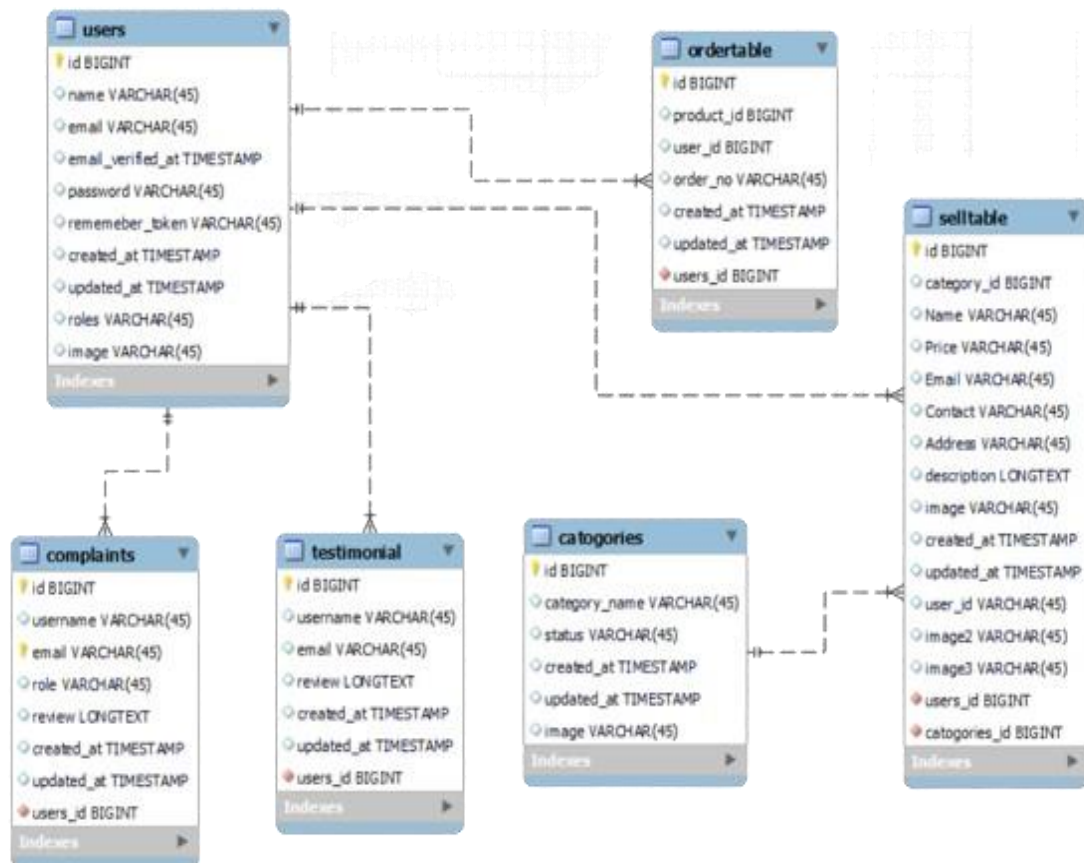 users
id BIGINT
name VARCHAR(45)
email VARCHAR(45)
email_verified_at TIMESTAMP
password VARCHAR(45)
rememeber_token VARCHAR(45)
created_at TIMESTAMP
updated_at TIMESTAMP
roles VARCHAR(45)
image VARCHAR(45)
Indexes
ordertable
id BIGINT
product_id BIGINT
user_id BIGINT
order_no VARCHAR(45)
created_at TIMESTAMP
updated_at TIMESTAMP
users_id BIGINT
Indexes
selltable
id BIGINT
category_id BIGINT
Name VARCHAR(45)
Price VARCHAR(45)
Email VARCHAR(45)
Contact VARCHAR(45)
Address VARCHAR(45)
description LONGTEXT
image VARCHAR(45)
created_at TIMESTAMP
updated_at TIMESTAMP
user_id VARCHAR(45)
image2 VARCHAR(45)
image3 VARCHAR(45)
users_id BIGINT
catogories_id BIGINT
Indexes
complaints
id BIGINT
username VARCHAR(45)
email VARCHAR(45)
role VARCHAR(45)
review LONGTEXT
created_at TIMESTAMP
updated_at TIMESTAMP
users_id BIGINT
Indexes
testimonial
id BIGINT
username VARCHAR(45)
email VARCHAR(45)
review LONGTEXT
created_at TIMESTAMP
updated_at TIMESTAMP
users_id BIGINT
Indexes
catogories
id BIGINT
category_name VARCHAR(45)
status VARCHAR(45)
created_at TIMESTAMP
updated_at TIMESTAMP
image VARCHAR(45)
Indexes